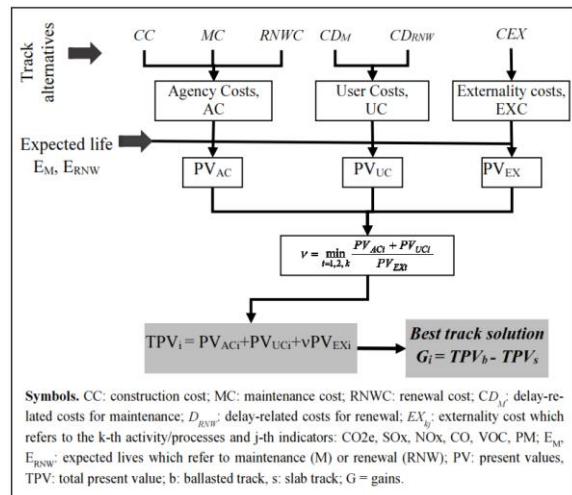 CC MC RNWC CD_M CD_RNW CEX
Track alternatives
Agency Costs, AC
User Costs, UC
Externality costs, EXC
Expected life
E_M, E_RNW
PV_AC PV_UC PV_EX
ν = min_{i=1,2,k} (PV_ACi + PV_UCi) / PV_EXi
TPV_i = PV_ACi+PV_UCi+νPV_EXi
Best track solution
G_i = TPV_b - TPV_s
Symbols. CC: construction cost; MC: maintenance cost; RNWC: renewal cost; CD_M: delay-re-
lated costs for maintenance; D_RNW: delay-related costs for renewal; EX_kj: externality cost which
refers to the k-th activity/processes and j-th indicators: CO2e, SOx, NOx, CO, VOC, PM; E_M,
E_RNW: expected lives which refer to maintenance (M) or renewal (RNW); PV: present values,
TPV: total present value; b: ballasted track, s: slab track; G = gains.